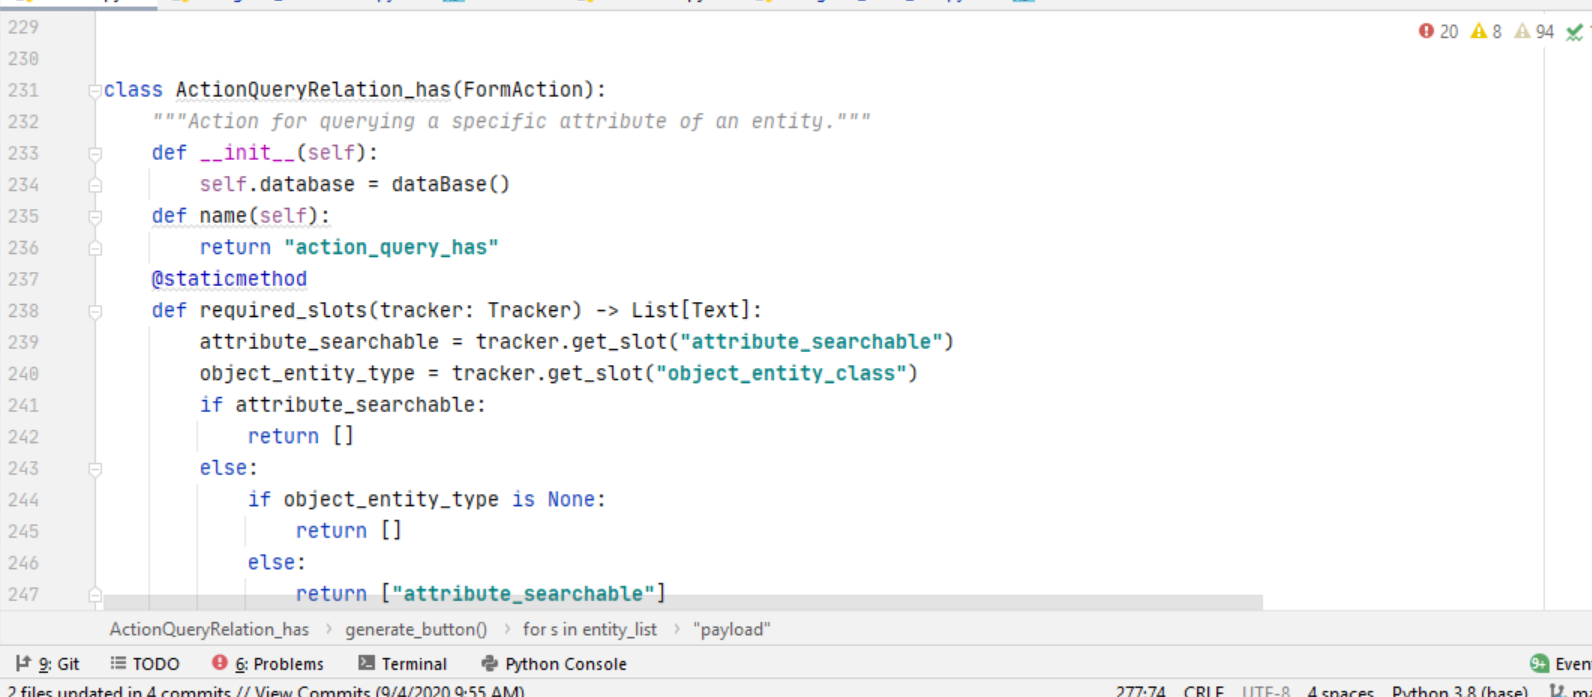 229
20 8 94
230
231 class ActionQueryRelation_has(FormAction):
232 """Action for querying a specific attribute of an entity."""
233 def __init__(self):
234 self.database = dataBase()
235 def name(self):
236 return "action_query_has"
237 @staticmethod
238 def required_slots(tracker: Tracker) -> List[Text]:
239 attribute_searchable = tracker.get_slot("attribute_searchable")
240 object_entity_type = tracker.get_slot("object_entity_class")
241 if attribute_searchable:
242 return []
243 else:
244 if object_entity_type is None:
245 return []
246 else:
247 return ["attribute_searchable"]
ActionQueryRelation_has › generate_button() › for s in entity_list › "payload"
9: Git TODO 6: Problems Terminal Python Console 9+ Even
2 files updated in 4 commits // View Commits (9/4/2020 9:55 AM) 277:74 CRLF UTF-8 4 spaces Python 3.8 (base) ma